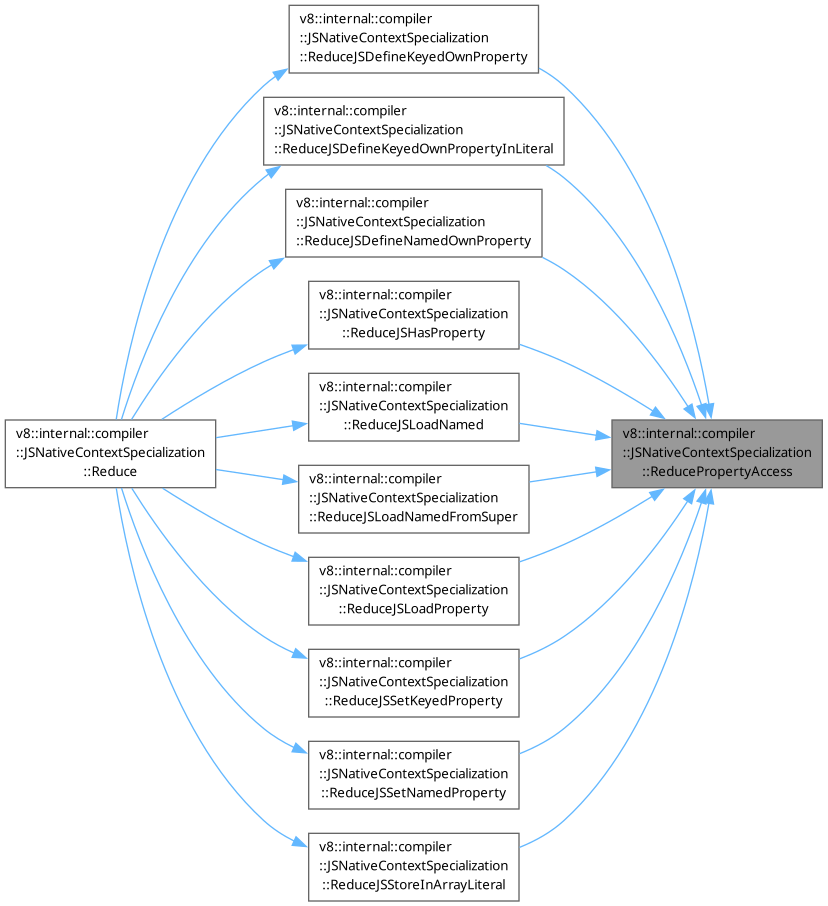 v8::internal::compiler
::JSNativeContextSpecialization
::ReduceJSDefineKeyedOwnProperty
v8::internal::compiler
::JSNativeContextSpecialization
::ReduceJSDefineKeyedOwnPropertyInLiteral
v8::internal::compiler
::JSNativeContextSpecialization
::ReduceJSDefineNamedOwnProperty
v8::internal::compiler
::JSNativeContextSpecialization
::ReduceJSHasProperty
v8::internal::compiler
::JSNativeContextSpecialization
::ReduceJSLoadNamed
v8::internal::compiler
::JSNativeContextSpecialization
::Reduce
v8::internal::compiler
::JSNativeContextSpecialization
::ReducePropertyAccess
v8::internal::compiler
::JSNativeContextSpecialization
::ReduceJSLoadNamedFromSuper
v8::internal::compiler
::JSNativeContextSpecialization
::ReduceJSLoadProperty
v8::internal::compiler
::JSNativeContextSpecialization
::ReduceJSSetKeyedProperty
v8::internal::compiler
::JSNativeContextSpecialization
::ReduceJSSetNamedProperty
v8::internal::compiler
::JSNativeContextSpecialization
::ReduceJSStoreInArrayLiteral